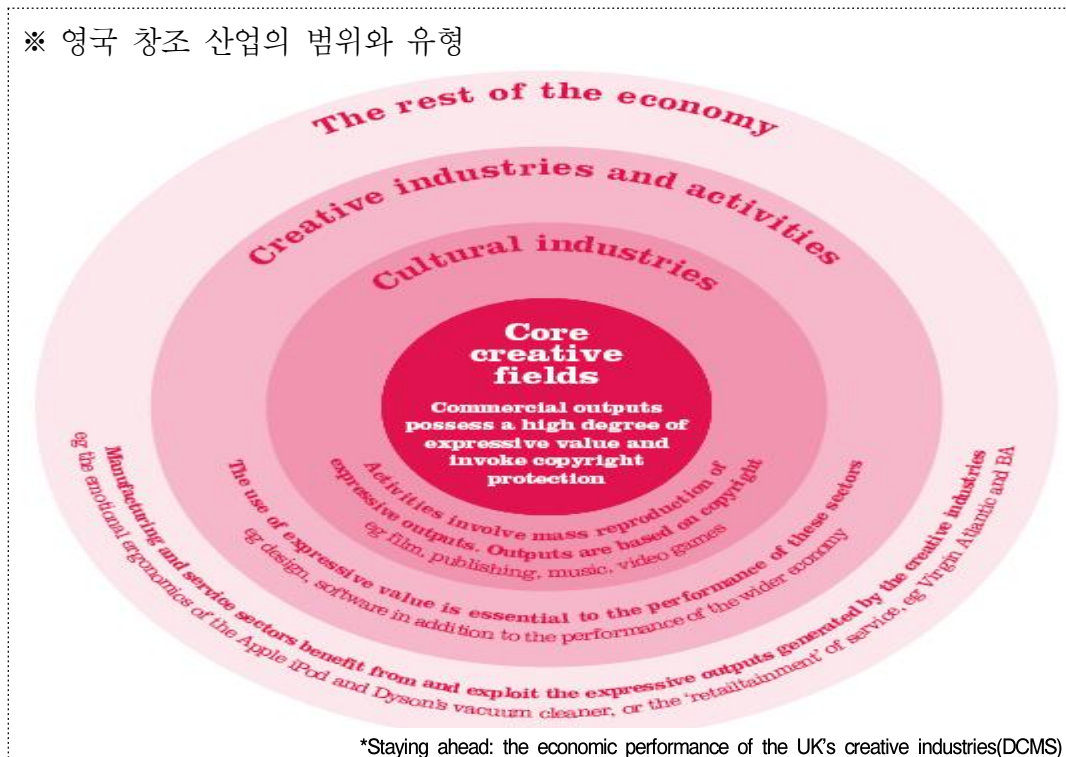 ※ 영국 창조 산업의 범위와 유형
The rest of the economy
Creative industries and activities
Cultural industries
Core
creative
fields
Commercial outputs
possess a high degree of
expressive value and
invoke copyright
protection
Activities involve mass reproduction of
expressive outputs. Outputs are based on copyright
eg film, publishing, music, video games
The use of expressive value is essential to the performance of these sectors
eg design, software in addition to the performance of the wider economy
Manufacturing and service sectors benefit from and exploit the expressive outputs generated by the creative industries
eg the emotional ergonomics of the Apple iPod and Dyson's vacuum cleaner, or the 'retailtainment' of service, eg Virgin Atlantic and BA
*Staying ahead: the economic performance of the UK's creative industries(DCMS)